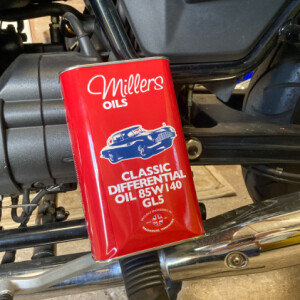 Millers
OILS
CLASSIC
DIFFERENTIAL
OIL 85W140
GL5